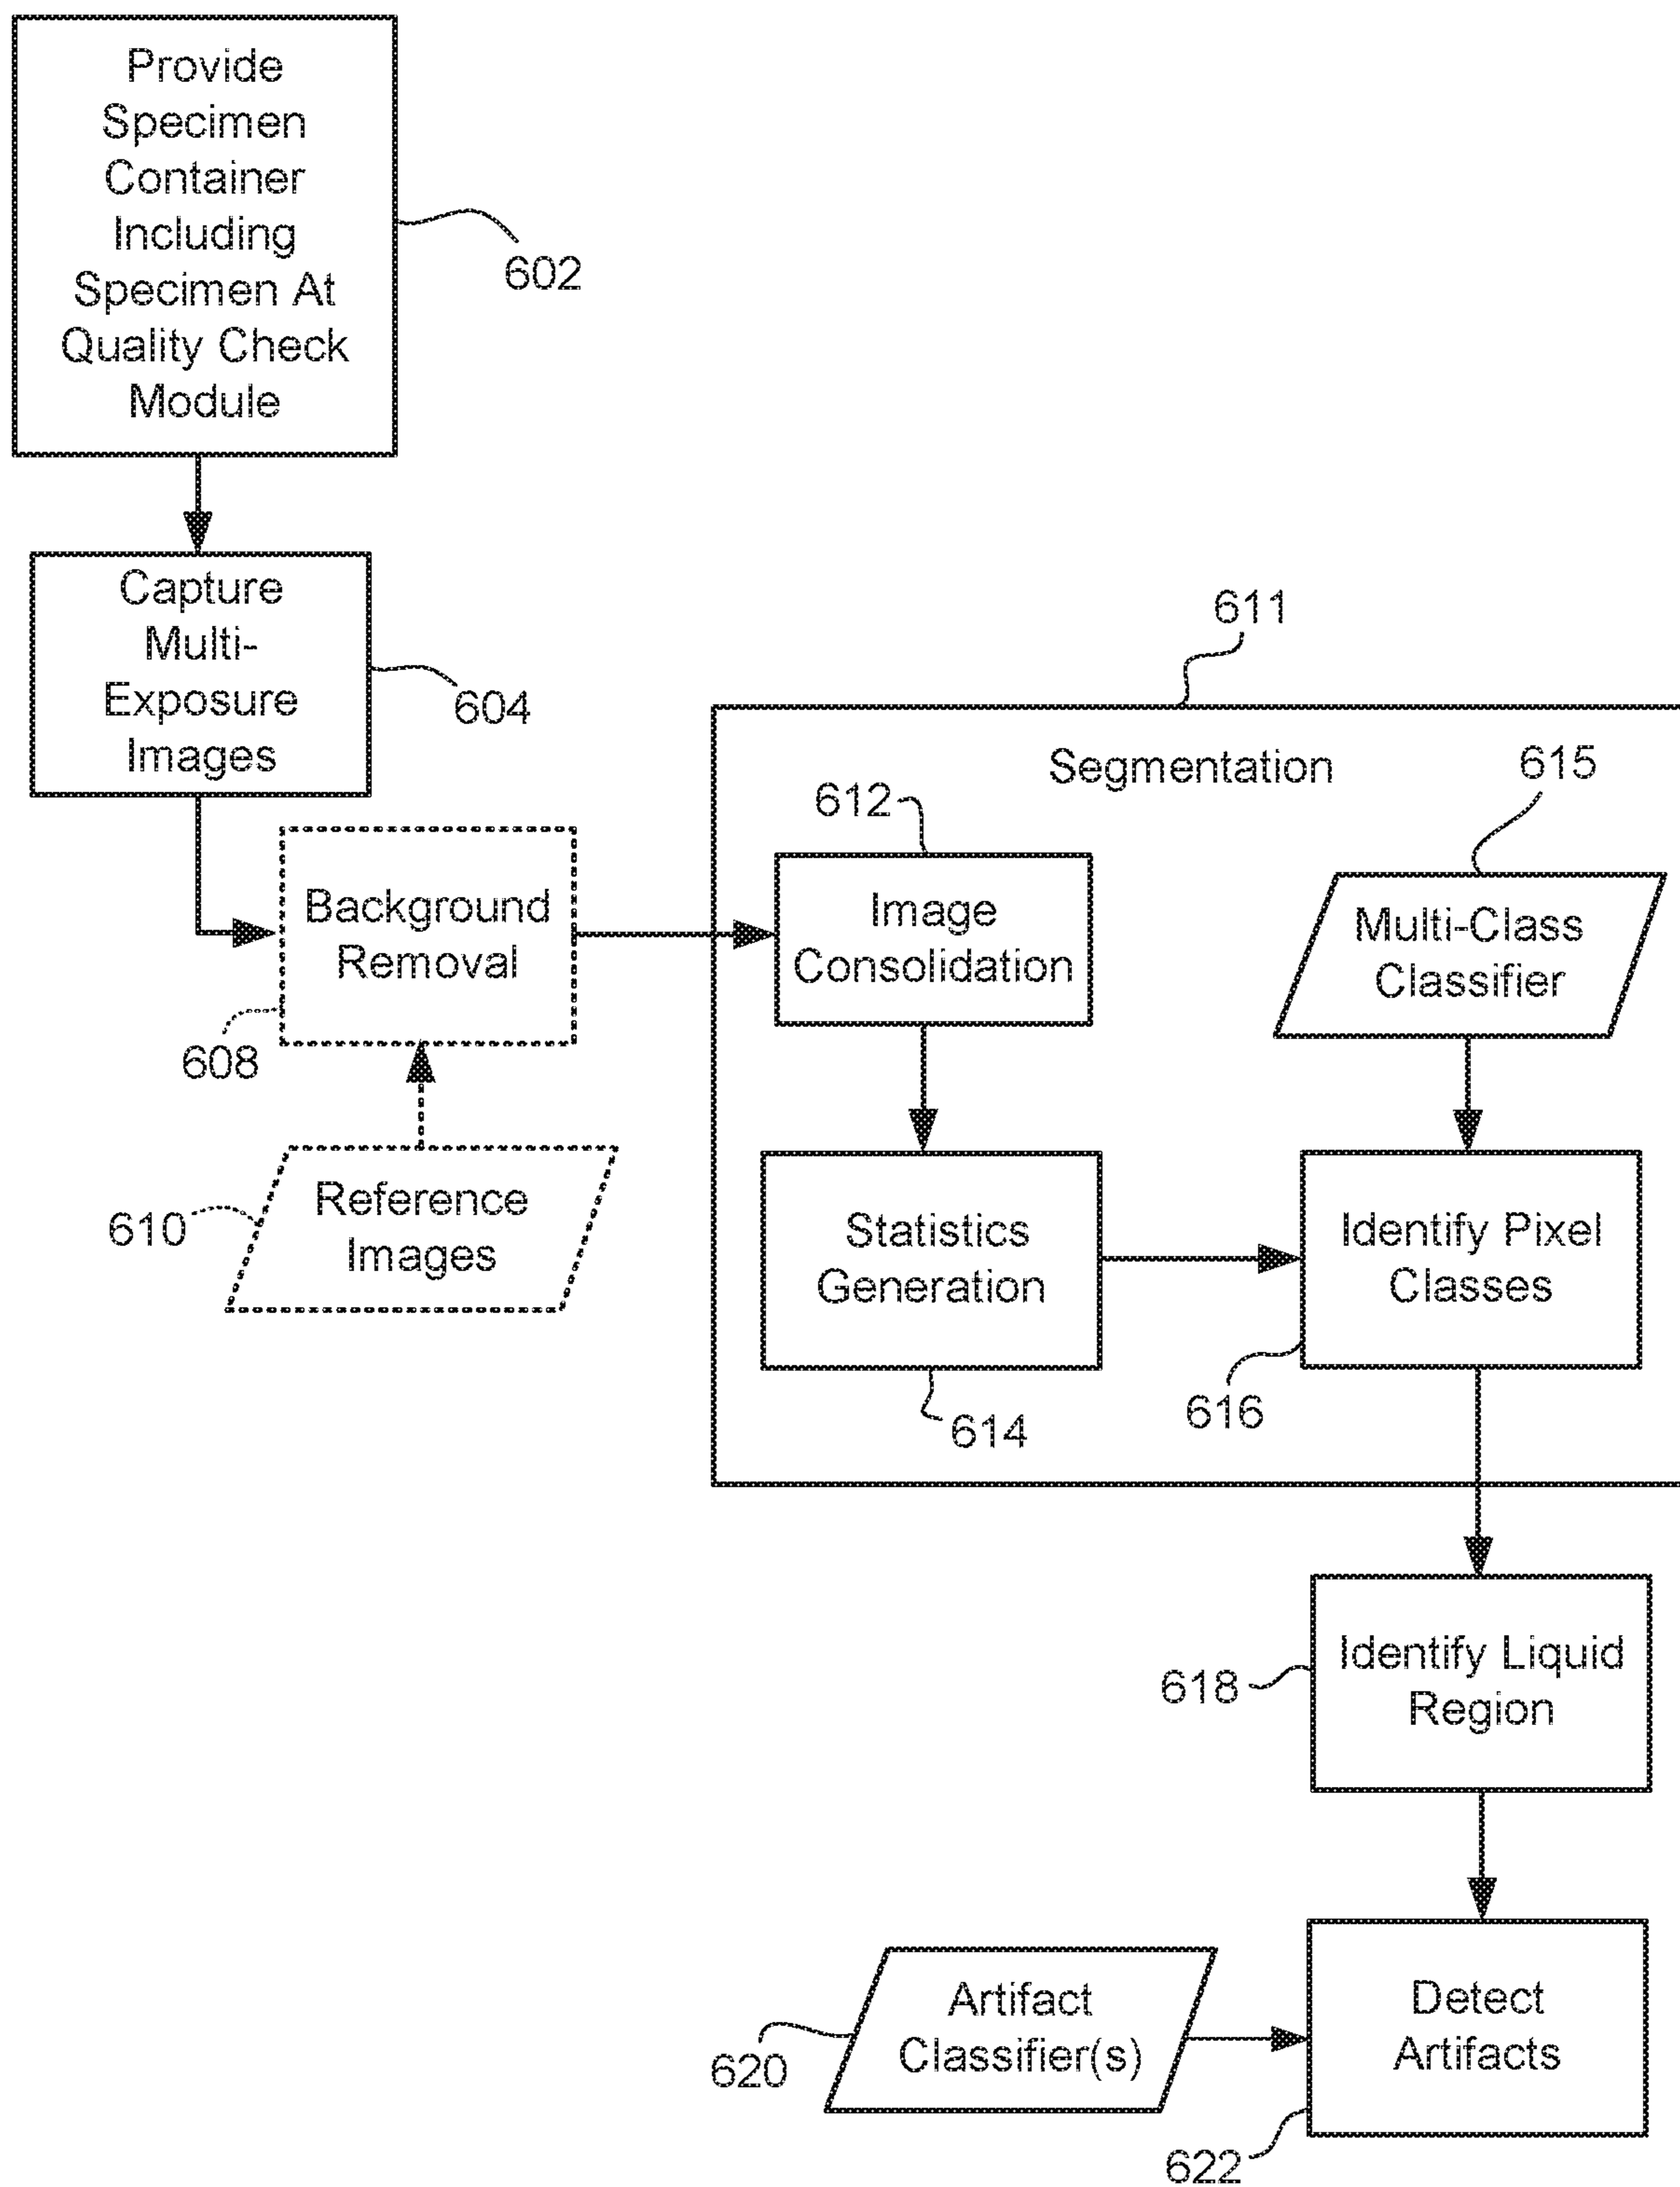 Provide
Specimen
Container
Including
Specimen At
Quality Check
Module
602
Capture
Multi-
Exposure
Images
604
Background
Removal
608
Reference
Images
610
611
Segmentation
612
Image
Consolidation
615
Multi-Class
Classifier
Statistics
Generation
614
Identify Pixel
Classes
616
Identify Liquid
Region
618
Artifact
Classifier(s)
620
Detect
Artifacts
622